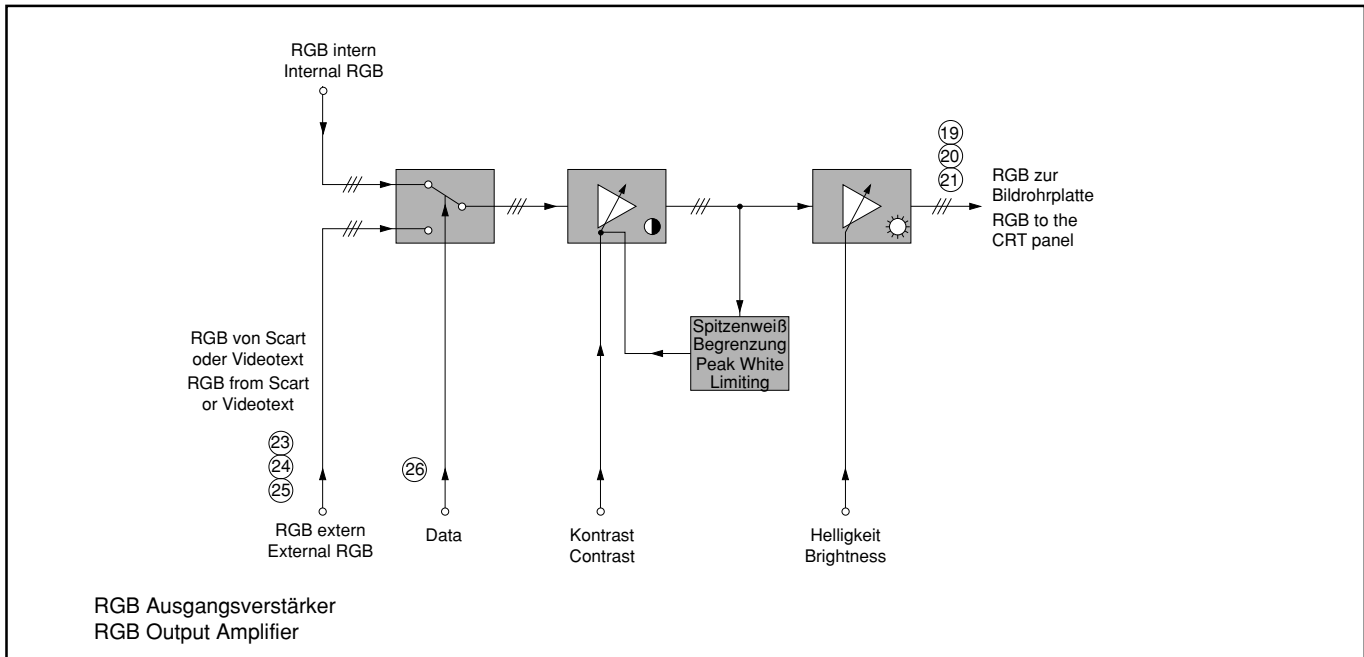 RGB intern
Internal RGB
19
20
21
RGB zur
Bildrohrplatte
RGB to the
CRT panel
Spitzenweiß
Begrenzung
Peak White
Limiting
RGB von Scart
oder Videotext
RGB from Scart
or Videotext
23
24
25
26
RGB extern
External RGB
Data
Kontrast
Contrast
Helligkeit
Brightness
RGB Ausgangsverstärker
RGB Output Amplifier